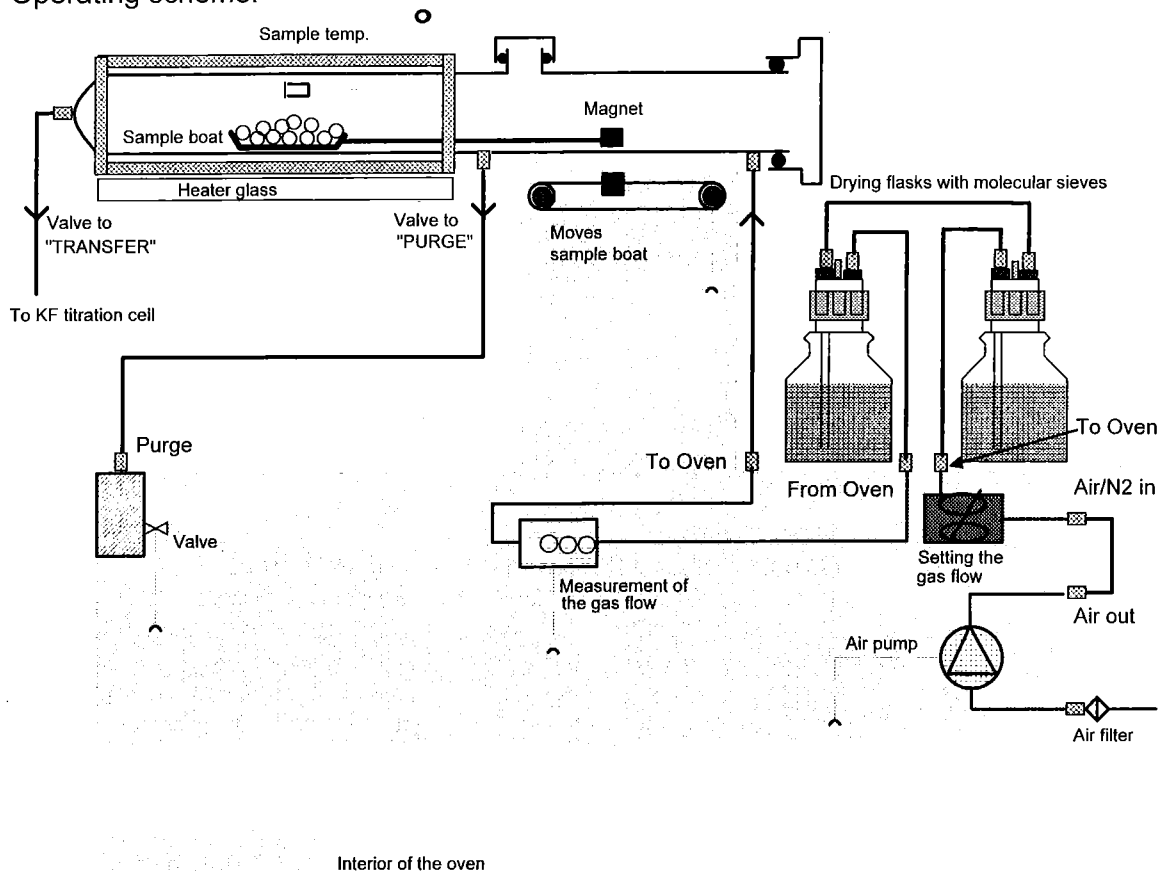 Sample temp.
Magnet
Sample boat
Drying flasks with molecular sieves
Heater glass
Valve to
"TRANSFER"
Valve to
"PURGE"
Moves
sample boat
To KF titration cell
To Oven
Purge
To Oven
From Oven
Air/N2 in
Valve
Setting the
gas flow
Measurement of
the gas flow
Air out
Air pump
Air filter
Interior of the oven